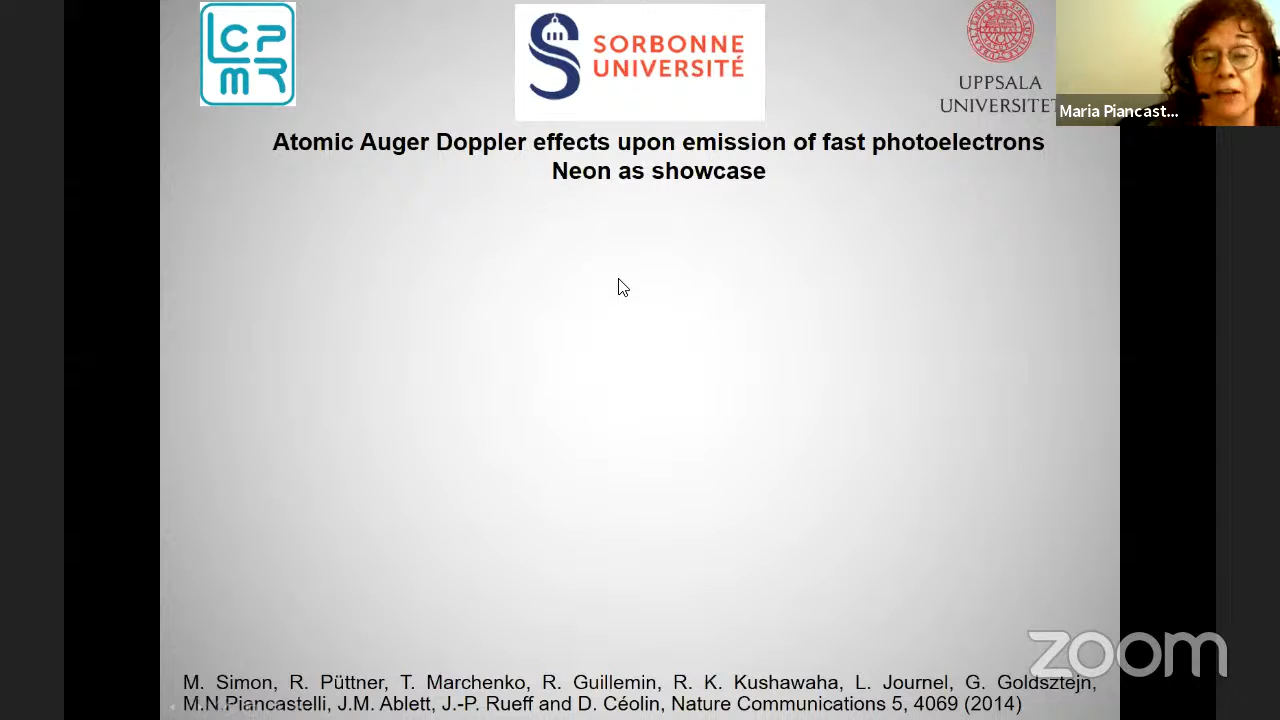 LCPMR
SORBONNE
UNIVERSITÉ
UPPSALA
UNIVERSITET
Maria Piancast...
Atomic Auger Doppler effects upon emission of fast photoelectrons
Neon as showcase
zoom
M. Simon, R. Püttner, T. Marchenko, R. Guillemin, R. K. Kushawaha, L. Journel, G. Goldsztejn,
M.N Piancastelli, J.M. Ablett, J.-P. Rueff and D. Céolin, Nature Communications 5, 4069 (2014)